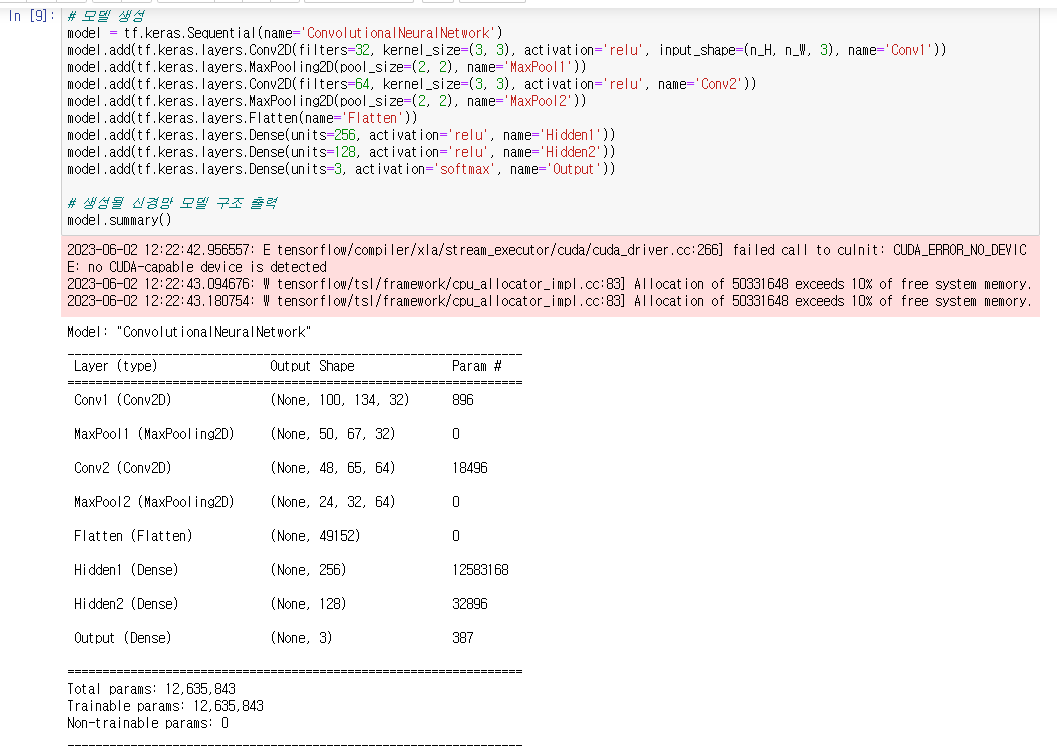 In [9]:
# 모델 생성
model = tf.keras.Sequential(name='ConvolutionalNeuralNetwork')
model.add(tf.keras.layers.Conv2D(filters=32, kernel_size=(3, 3), activation='relu', input_shape=(n_H, n_W, 3), name='Conv1'))
model.add(tf.keras.layers.MaxPooling2D(pool_size=(2, 2), name='MaxPool1'))
model.add(tf.keras.layers.Conv2D(filters=64, kernel_size=(3, 3), activation='relu', name='Conv2'))
model.add(tf.keras.layers.MaxPooling2D(pool_size=(2, 2), name='MaxPool2'))
model.add(tf.keras.layers.Flatten(name='Flatten'))
model.add(tf.keras.layers.Dense(units=256, activation='relu', name='Hidden1'))
model.add(tf.keras.layers.Dense(units=128, activation='relu', name='Hidden2'))
model.add(tf.keras.layers.Dense(units=3, activation='softmax', name='Output'))
# 생성될 신경망 모델 구조 출력
model.summary()
2023-06-02 12:22:42.956557: E tensorflow/compiler/xla/stream_executor/cuda/cuda_driver.cc:266] failed call to cuInit: CUDA_ERROR_NO_DEVIC
E: no CUDA-capable device is detected
2023-06-02 12:22:43.094676: W tensorflow/tsl/framework/cpu_allocator_impl.cc:83] Allocation of 50331648 exceeds 10% of free system memory.
2023-06-02 12:22:43.180754: W tensorflow/tsl/framework/cpu_allocator_impl.cc:83] Allocation of 50331648 exceeds 10% of free system memory.
Model: "ConvolutionalNeuralNetwork"
Layer (type) Output Shape Param #
Conv1 (Conv2D) (None, 100, 134, 32) 896
MaxPool1 (MaxPooling2D) (None, 50, 67, 32) 0
Conv2 (Conv2D) (None, 48, 65, 64) 18496
MaxPool2 (MaxPooling2D) (None, 24, 32, 64) 0
Flatten (Flatten) (None, 49152) 0
Hidden1 (Dense) (None, 256) 12583168
Hidden2 (Dense) (None, 128) 32896
Output (Dense) (None, 3) 387
Total params: 12,635,843
Trainable params: 12,635,843
Non-trainable params: 0